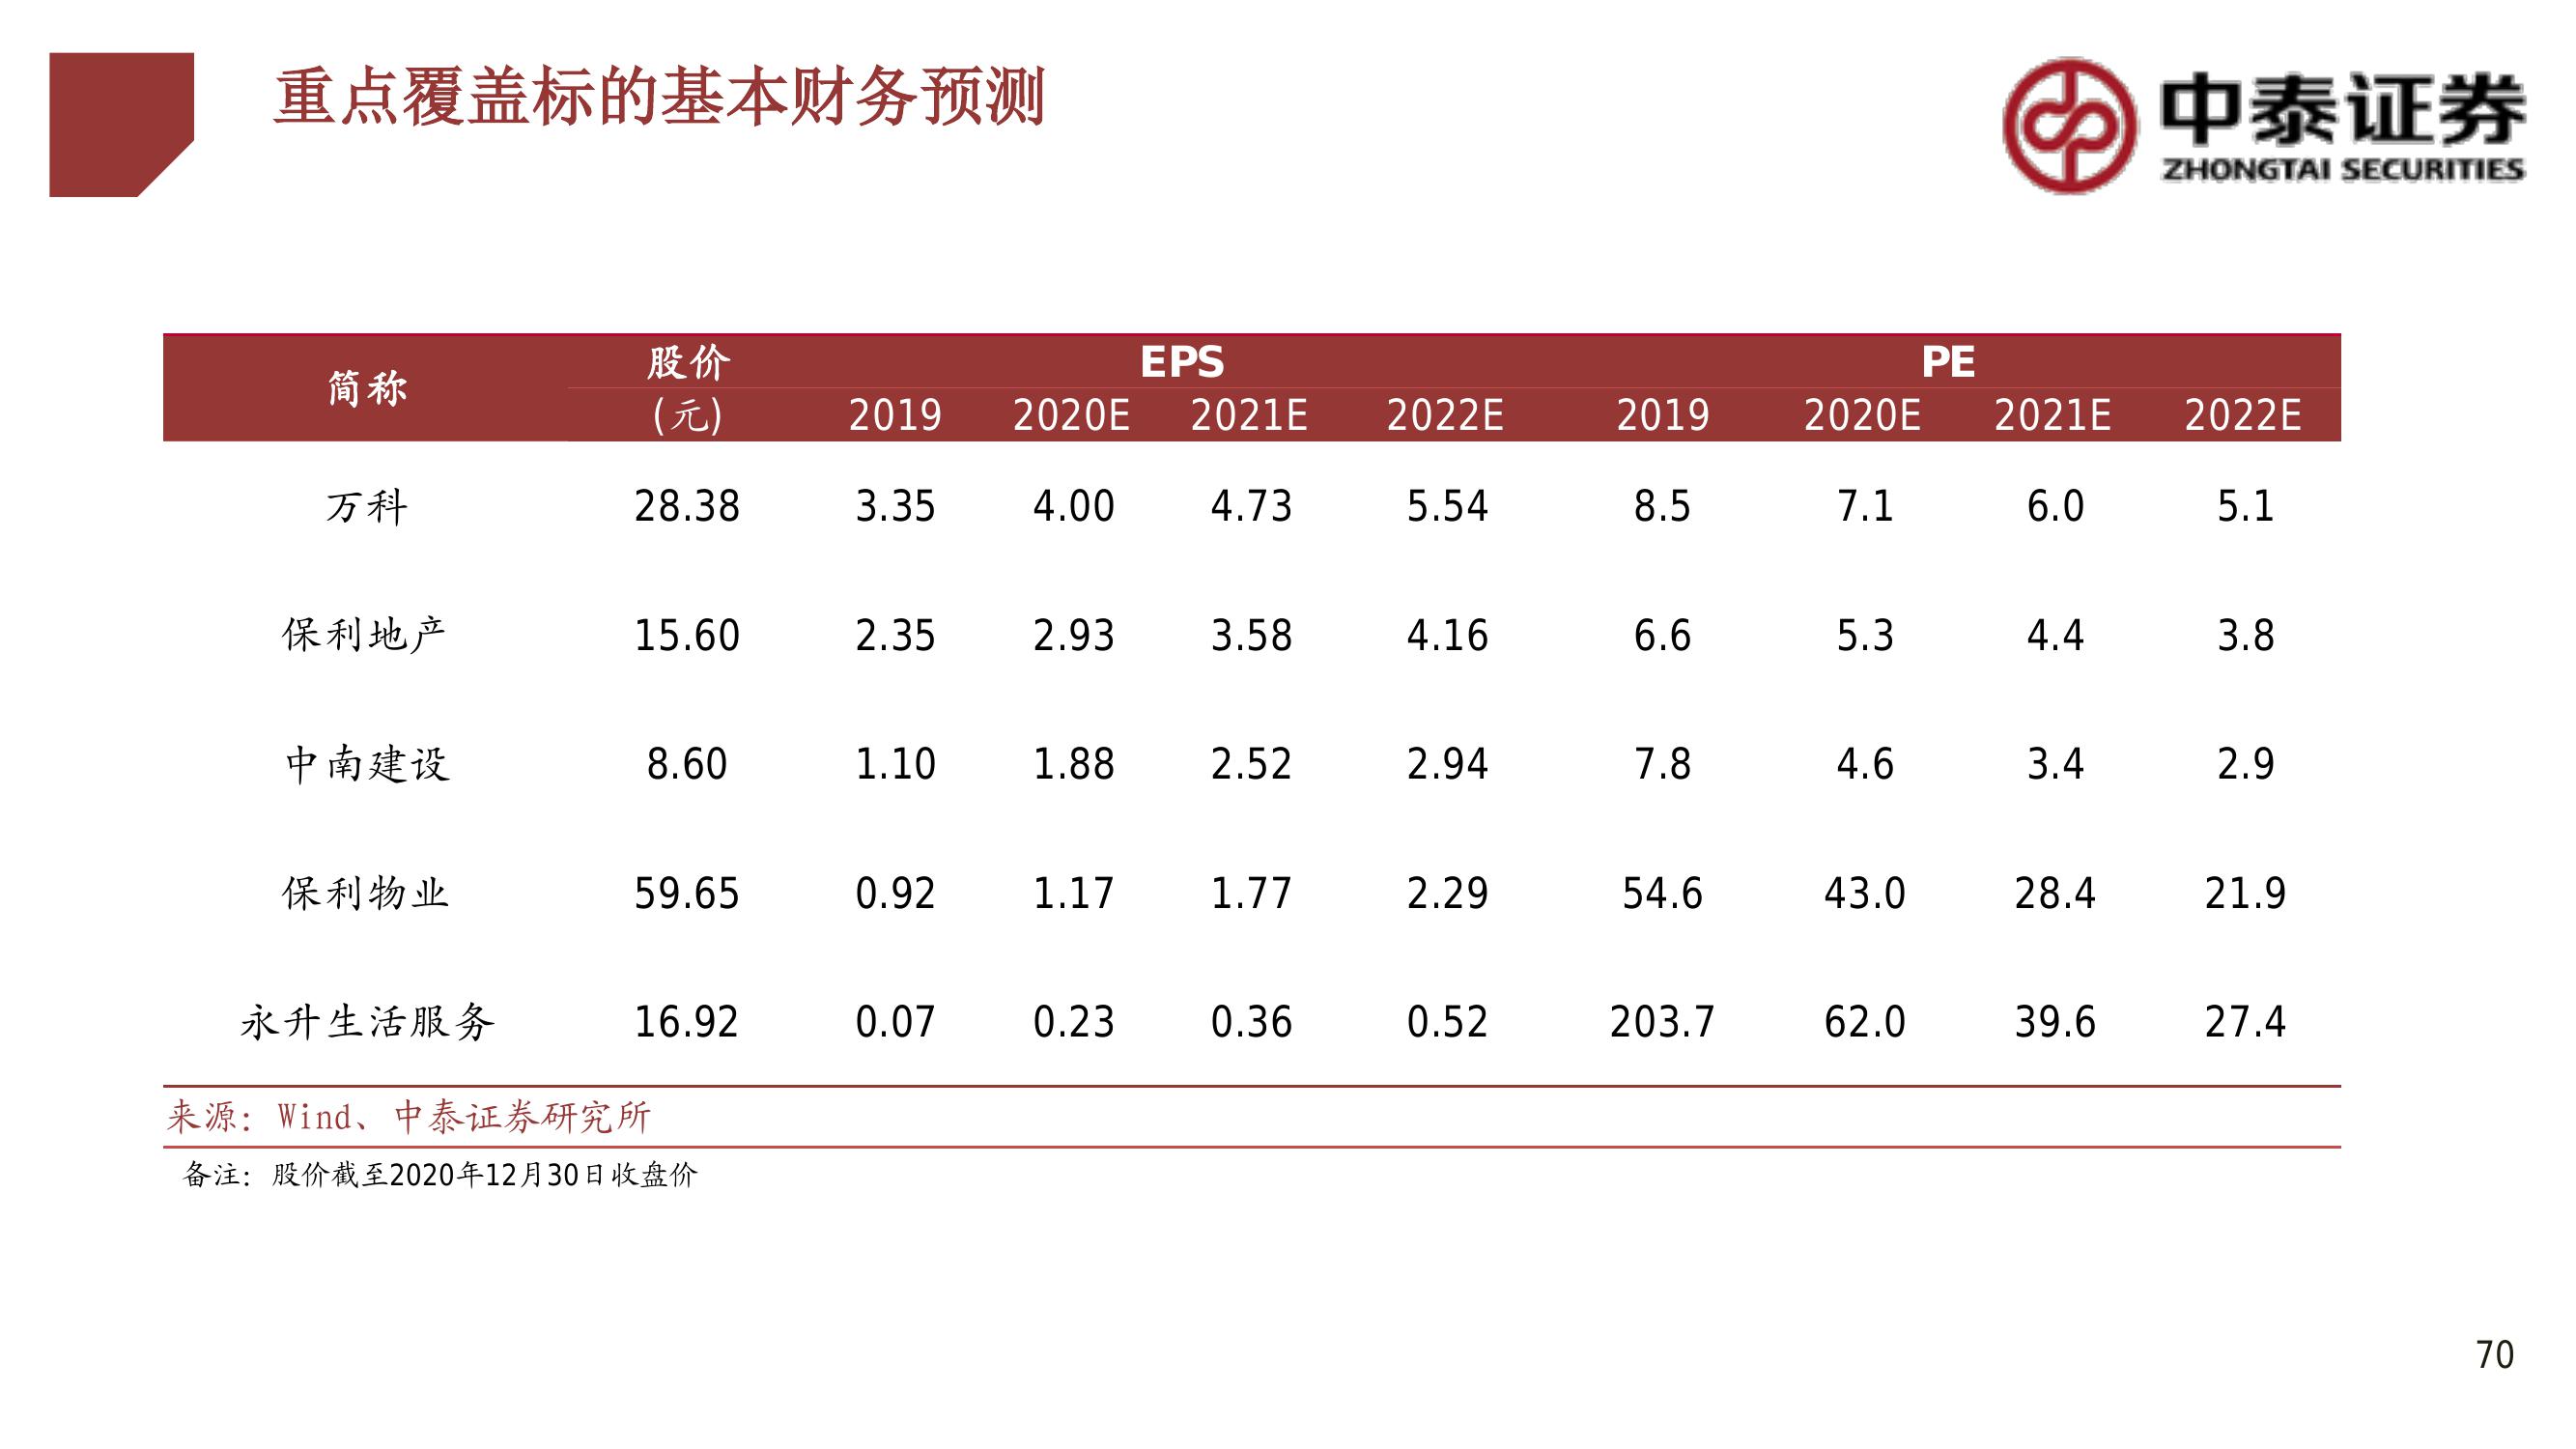 重点覆盖标的基本财务预测
中泰证券
ZHONGTAI SECURITIES
简称 股价 EPS PE
(元) 2019 2020E 2021E 2022E 2019 2020E 2021E 2022E
万科 28.38 3.35 4.00 4.73 5.54 8.5 7.1 6.0 5.1
保利地产 15.60 2.35 2.93 3.58 4.16 6.6 5.3 4.4 3.8
中南建设 8.60 1.10 1.88 2.52 2.94 7.8 4.6 3.4 2.9
保利物业 59.65 0.92 1.17 1.77 2.29 54.6 43.0 28.4 21.9
永升生活服务 16.92 0.07 0.23 0.36 0.52 203.7 62.0 39.6 27.4
来源：Wind、中泰证券研究所
备注：股价截至2020年12月30日收盘价
70